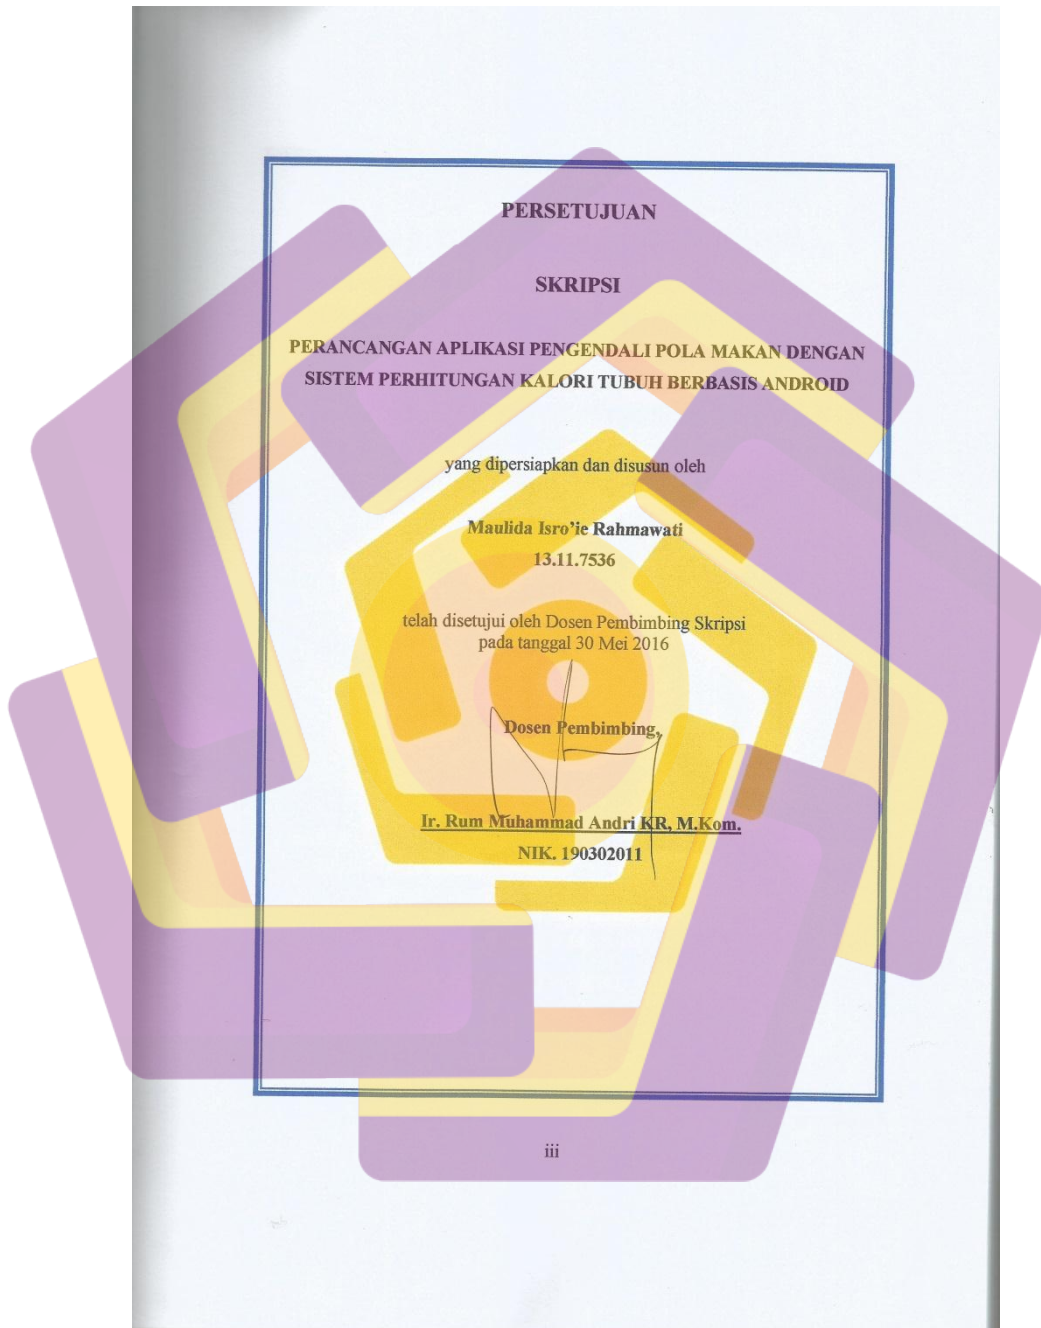 PERSETUJUAN
SKRIPSI
PERANCANGAN APLIKASI PENGENDALI POLA MAKAN DENGAN
SISTEM PERHITUNGAN KALORI TUBUH BERBASIS ANDROID
yang dipersiapkan dan disusun oleh
Maulida Isro’ie Rahmawati
13.11.7536
telah disetujui oleh Dosen Pembimbing Skripsi
pada tanggal 30 Mei 2016
Dosen Pembimbing,
Ir. Rum Muhammad Andri KR, M.Kom.
NIK. 190302011
iii